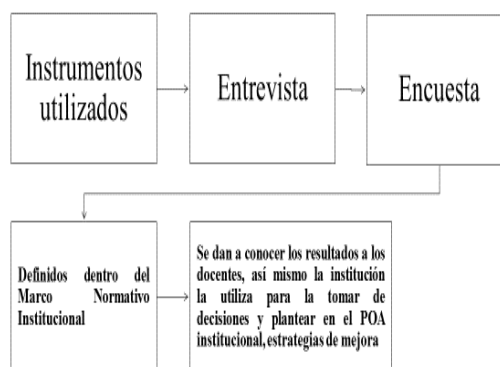 Instrumentos
utilizados
Entrevista
Encuesta
Definidos dentro del
Marco Normativo
Institucional
Se dan a conocer los resultados a los
docentes, así mismo la institución
la utiliza para la tomar de
decisiones y plantear en el POA
institucional, estrategias de mejora